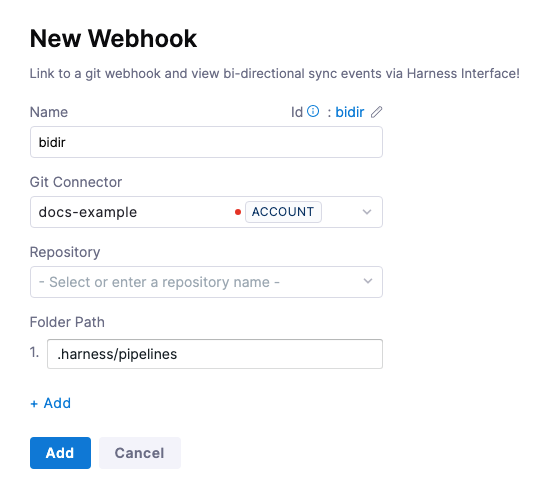 New Webhook
Link to a git webhook and view bi-directional sync events via Harness Interface!
Name Id : bidir
bidir
Git Connector
docs-example ACCOUNT
Repository
- Select or enter a repository name -
Folder Path
1. .harness/pipelines
+ Add
Add Cancel